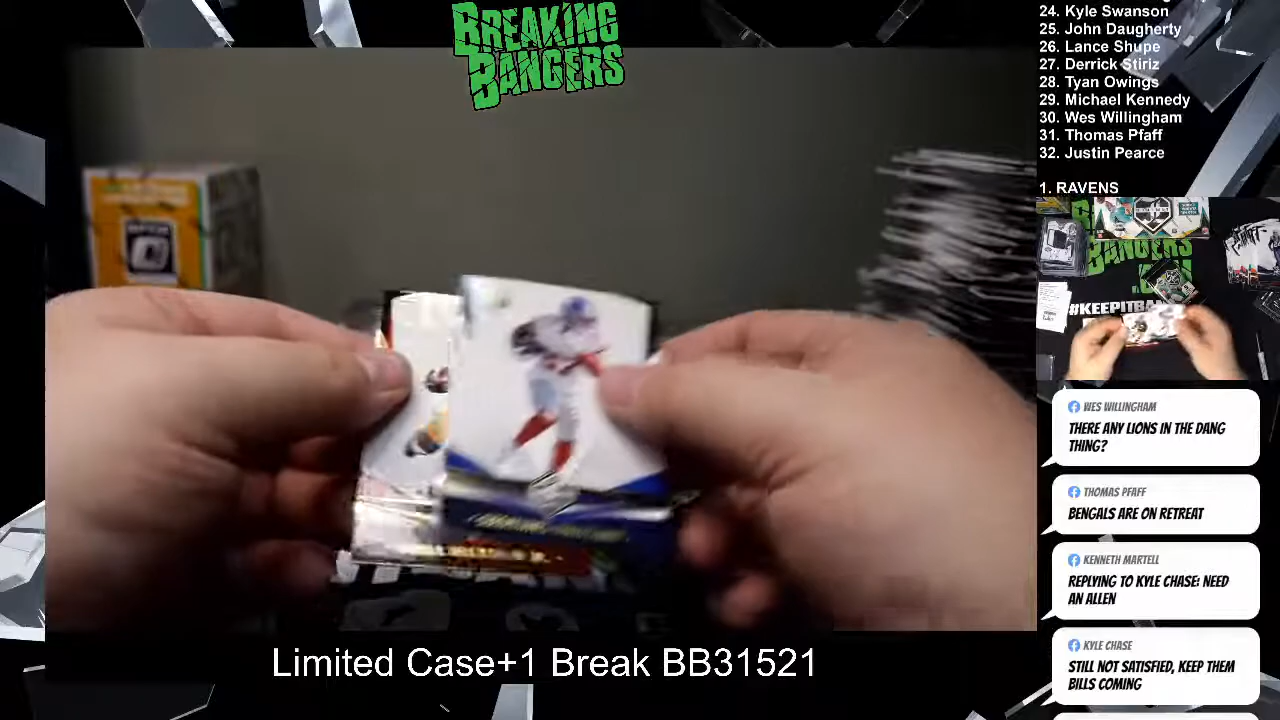 BREAKING
BANGERS
24. Kyle Swanson
25. John Daugherty
26. Lance Shupe
27. Derrick Stiriz
28. Tyan Owings
29. Michael Kennedy
30. Wes Willingham
31. Thomas Pfaff
32. Justin Pearce
1. RAVENS
BANGERS
#KEEPITBA
WES WILLINGHAM
THERE ANY LIONS IN THE DANG
THING?
THOMAS PFAFF
BENGALS ARE ON RETREAT
KENNETH MARTELL
REPLYING TO KYLE CHASE: NEED
AN ALLEN
KYLE CHASE
STILL NOT SATISFIED, KEEP THEM
BILLS COMING
Limited Case+1 Break BB31521